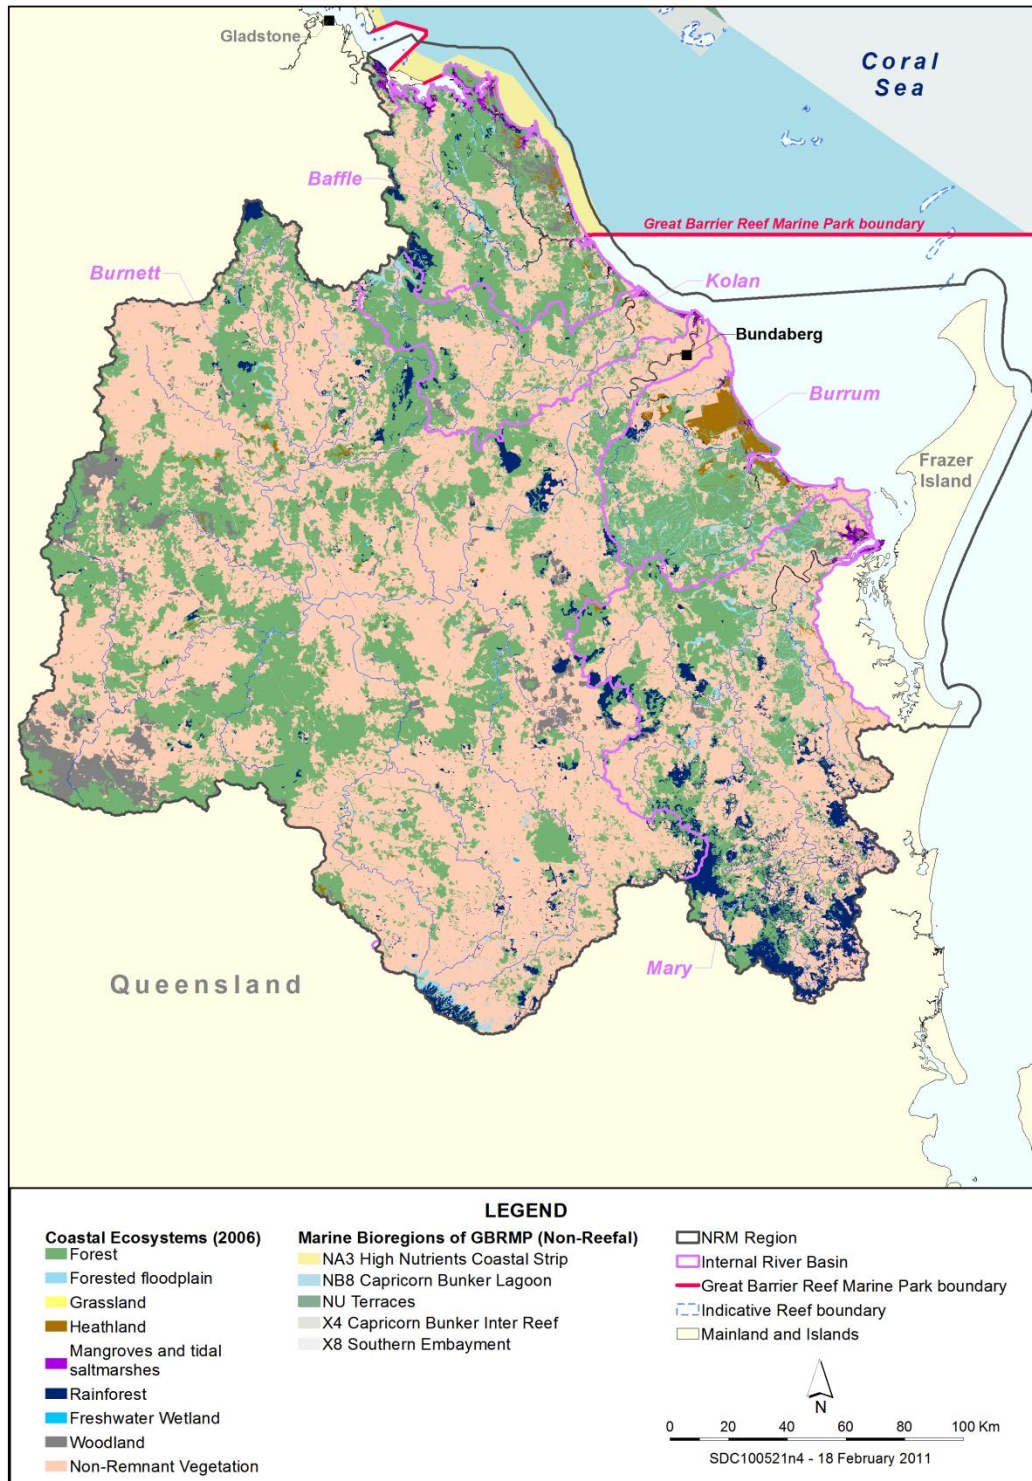 Gladstone
Coral
Sea
Baffle
Great Barrier Reef Marine Park boundary
Burnett
Kolan
Bundaberg
Burrum
Frazer
Island
Queensland
Mary
LEGEND
Coastal Ecosystems (2006)
Forest
Forested floodplain
Grassland
Heathland
Mangroves and tidal
saltmarshes
Rainforest
Freshwater Wetland
Woodland
Non-Remnant Vegetation
Marine Bioregions of GBRMP (Non-Reefal)
NA3 High Nutrients Coastal Strip
NB8 Capricorn Bunker Lagoon
NU Terraces
X4 Capricorn Bunker Inter Reef
X8 Southern Embayment
NRM Region
Internal River Basin
Great Barrier Reef Marine Park boundary
Indicative Reef boundary
Mainland and Islands
N
0 20 40 60 80 100 Km
SDC100521n4 - 18 February 2011